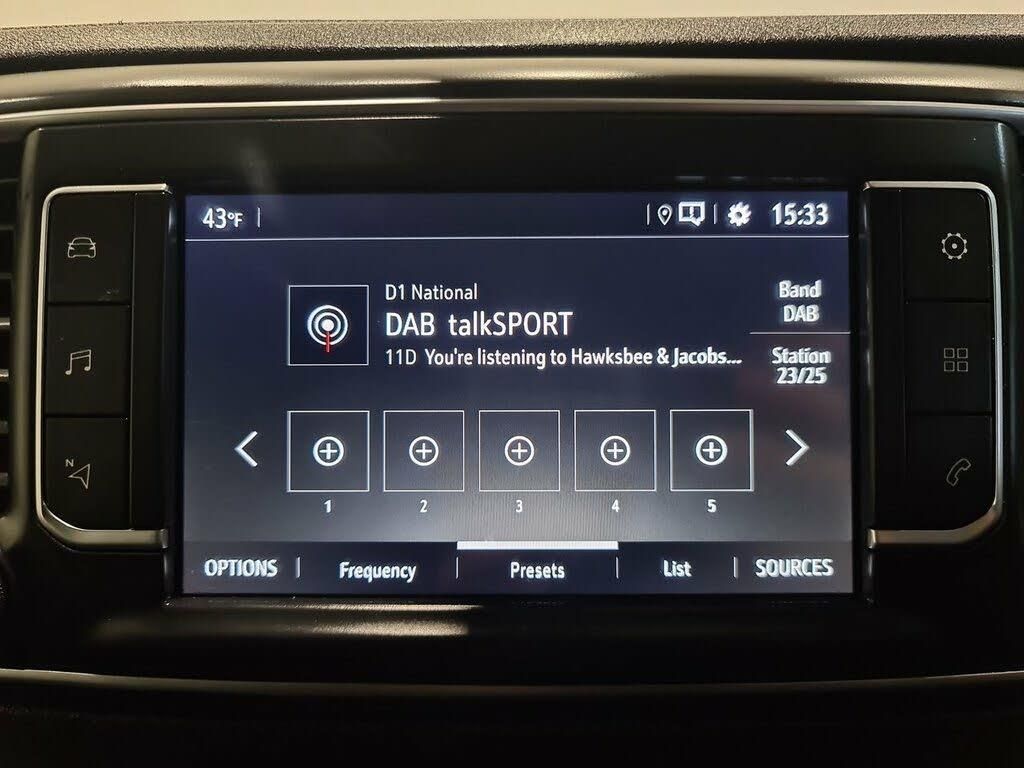 43°F
15:33
D1 National
DAB talkSPORT
11D You're listening to Hawksbee & Jacobs...
Band
DAB
Station
23/25
1 2 3 4 5
OPTIONS Frequency Presets List SOURCES
N